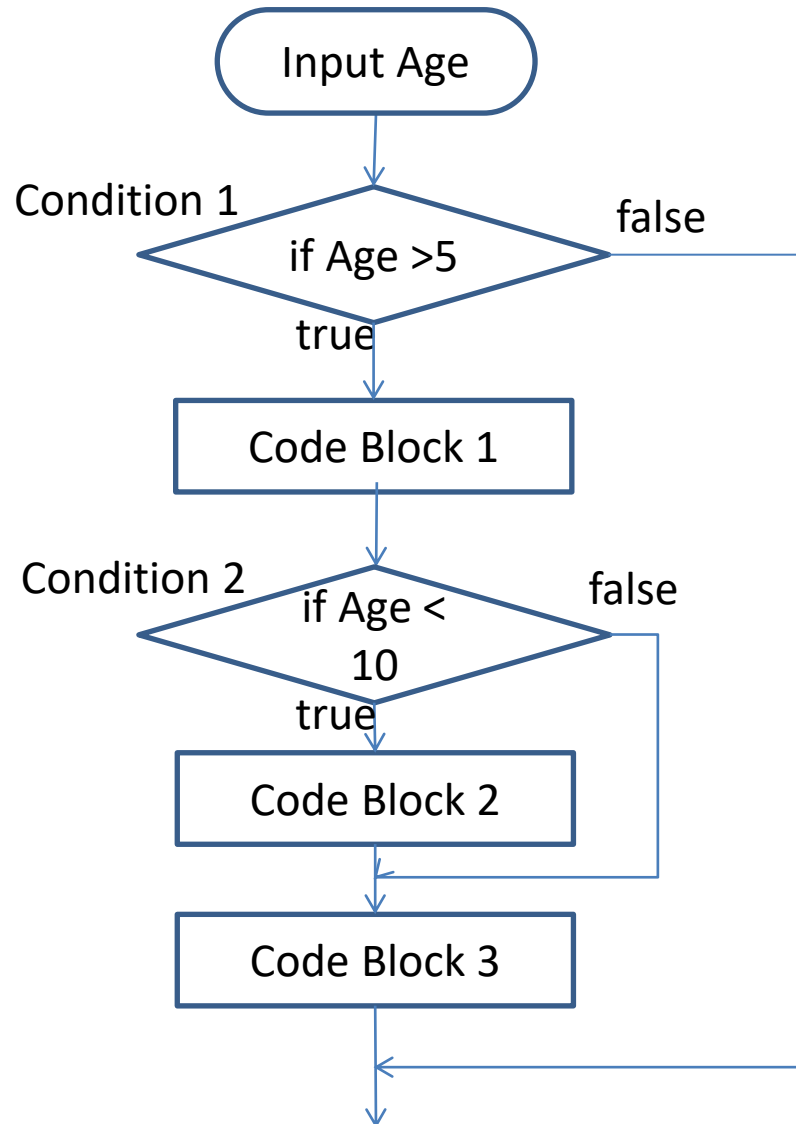 Input Age
Condition 1
false
if Age >5
true
Code Block 1
Condition 2
false
if Age <
10
true
Code Block 2
Code Block 3